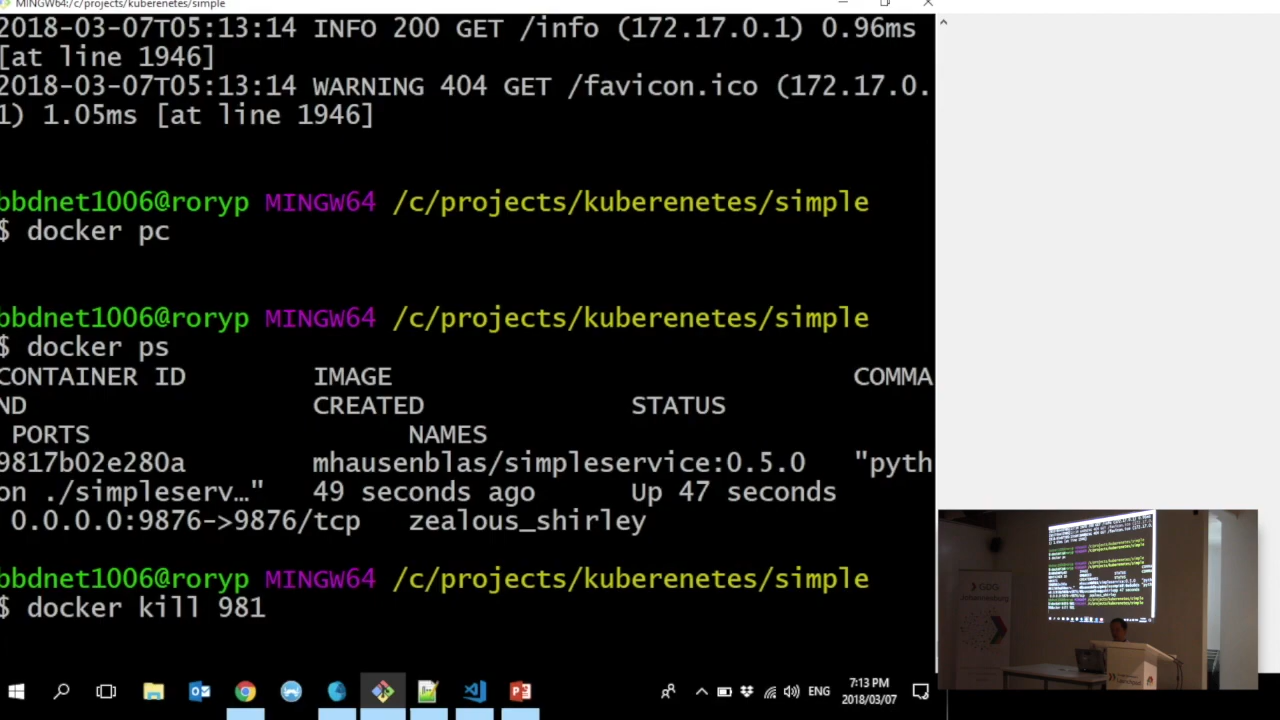 MINGW64:/c/projects/kuberenetes/simple
2018-03-07T05:13:14 INFO 200 GET /info (172.17.0.1) 0.96ms
[at line 1946]
2018-03-07T05:13:14 WARNING 404 GET /favicon.ico (172.17.0.
1) 1.05ms [at line 1946]
bbdnet1006@roryp MINGW64 /c/projects/kuberenetes/simple
$ docker pc
bbdnet1006@roryp MINGW64 /c/projects/kuberenetes/simple
$ docker ps
CONTAINER ID IMAGE COMMA
ND CREATED STATUS
PORTS NAMES
9817b02e280a mhausenblas/simpleservice:0.5.0 "pyth
on ./simpleserv…" 49 seconds ago Up 47 seconds
0.0.0.0:9876->9876/tcp zealous_shirley
bbdnet1006@roryp MINGW64 /c/projects/kuberenetes/simple
$ docker kill 981
GDG
Johannesburg
ENG
7:13 PM
2018/03/07